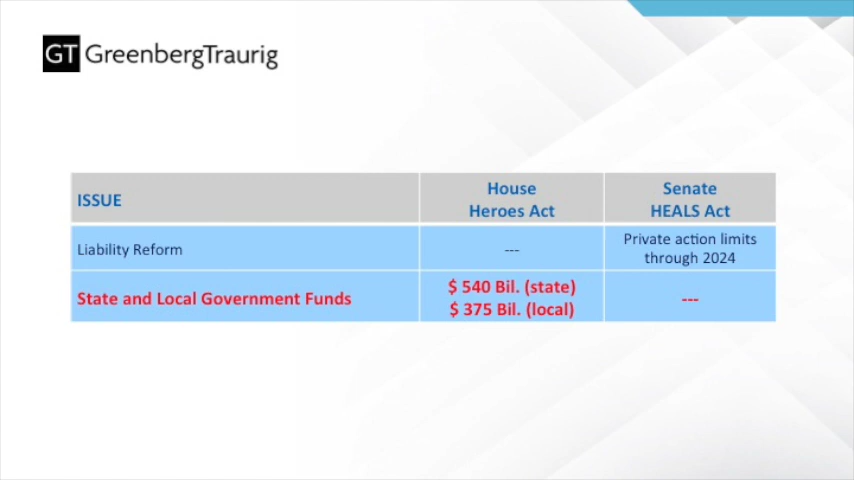 GT GreenbergTraurig
ISSUE
House
Heroes Act
Senate
HEALS Act
Liability Reform
---
Private action limits
through 2024
State and Local Government Funds
$ 540 Bil. (state)
$ 375 Bil. (local)
---